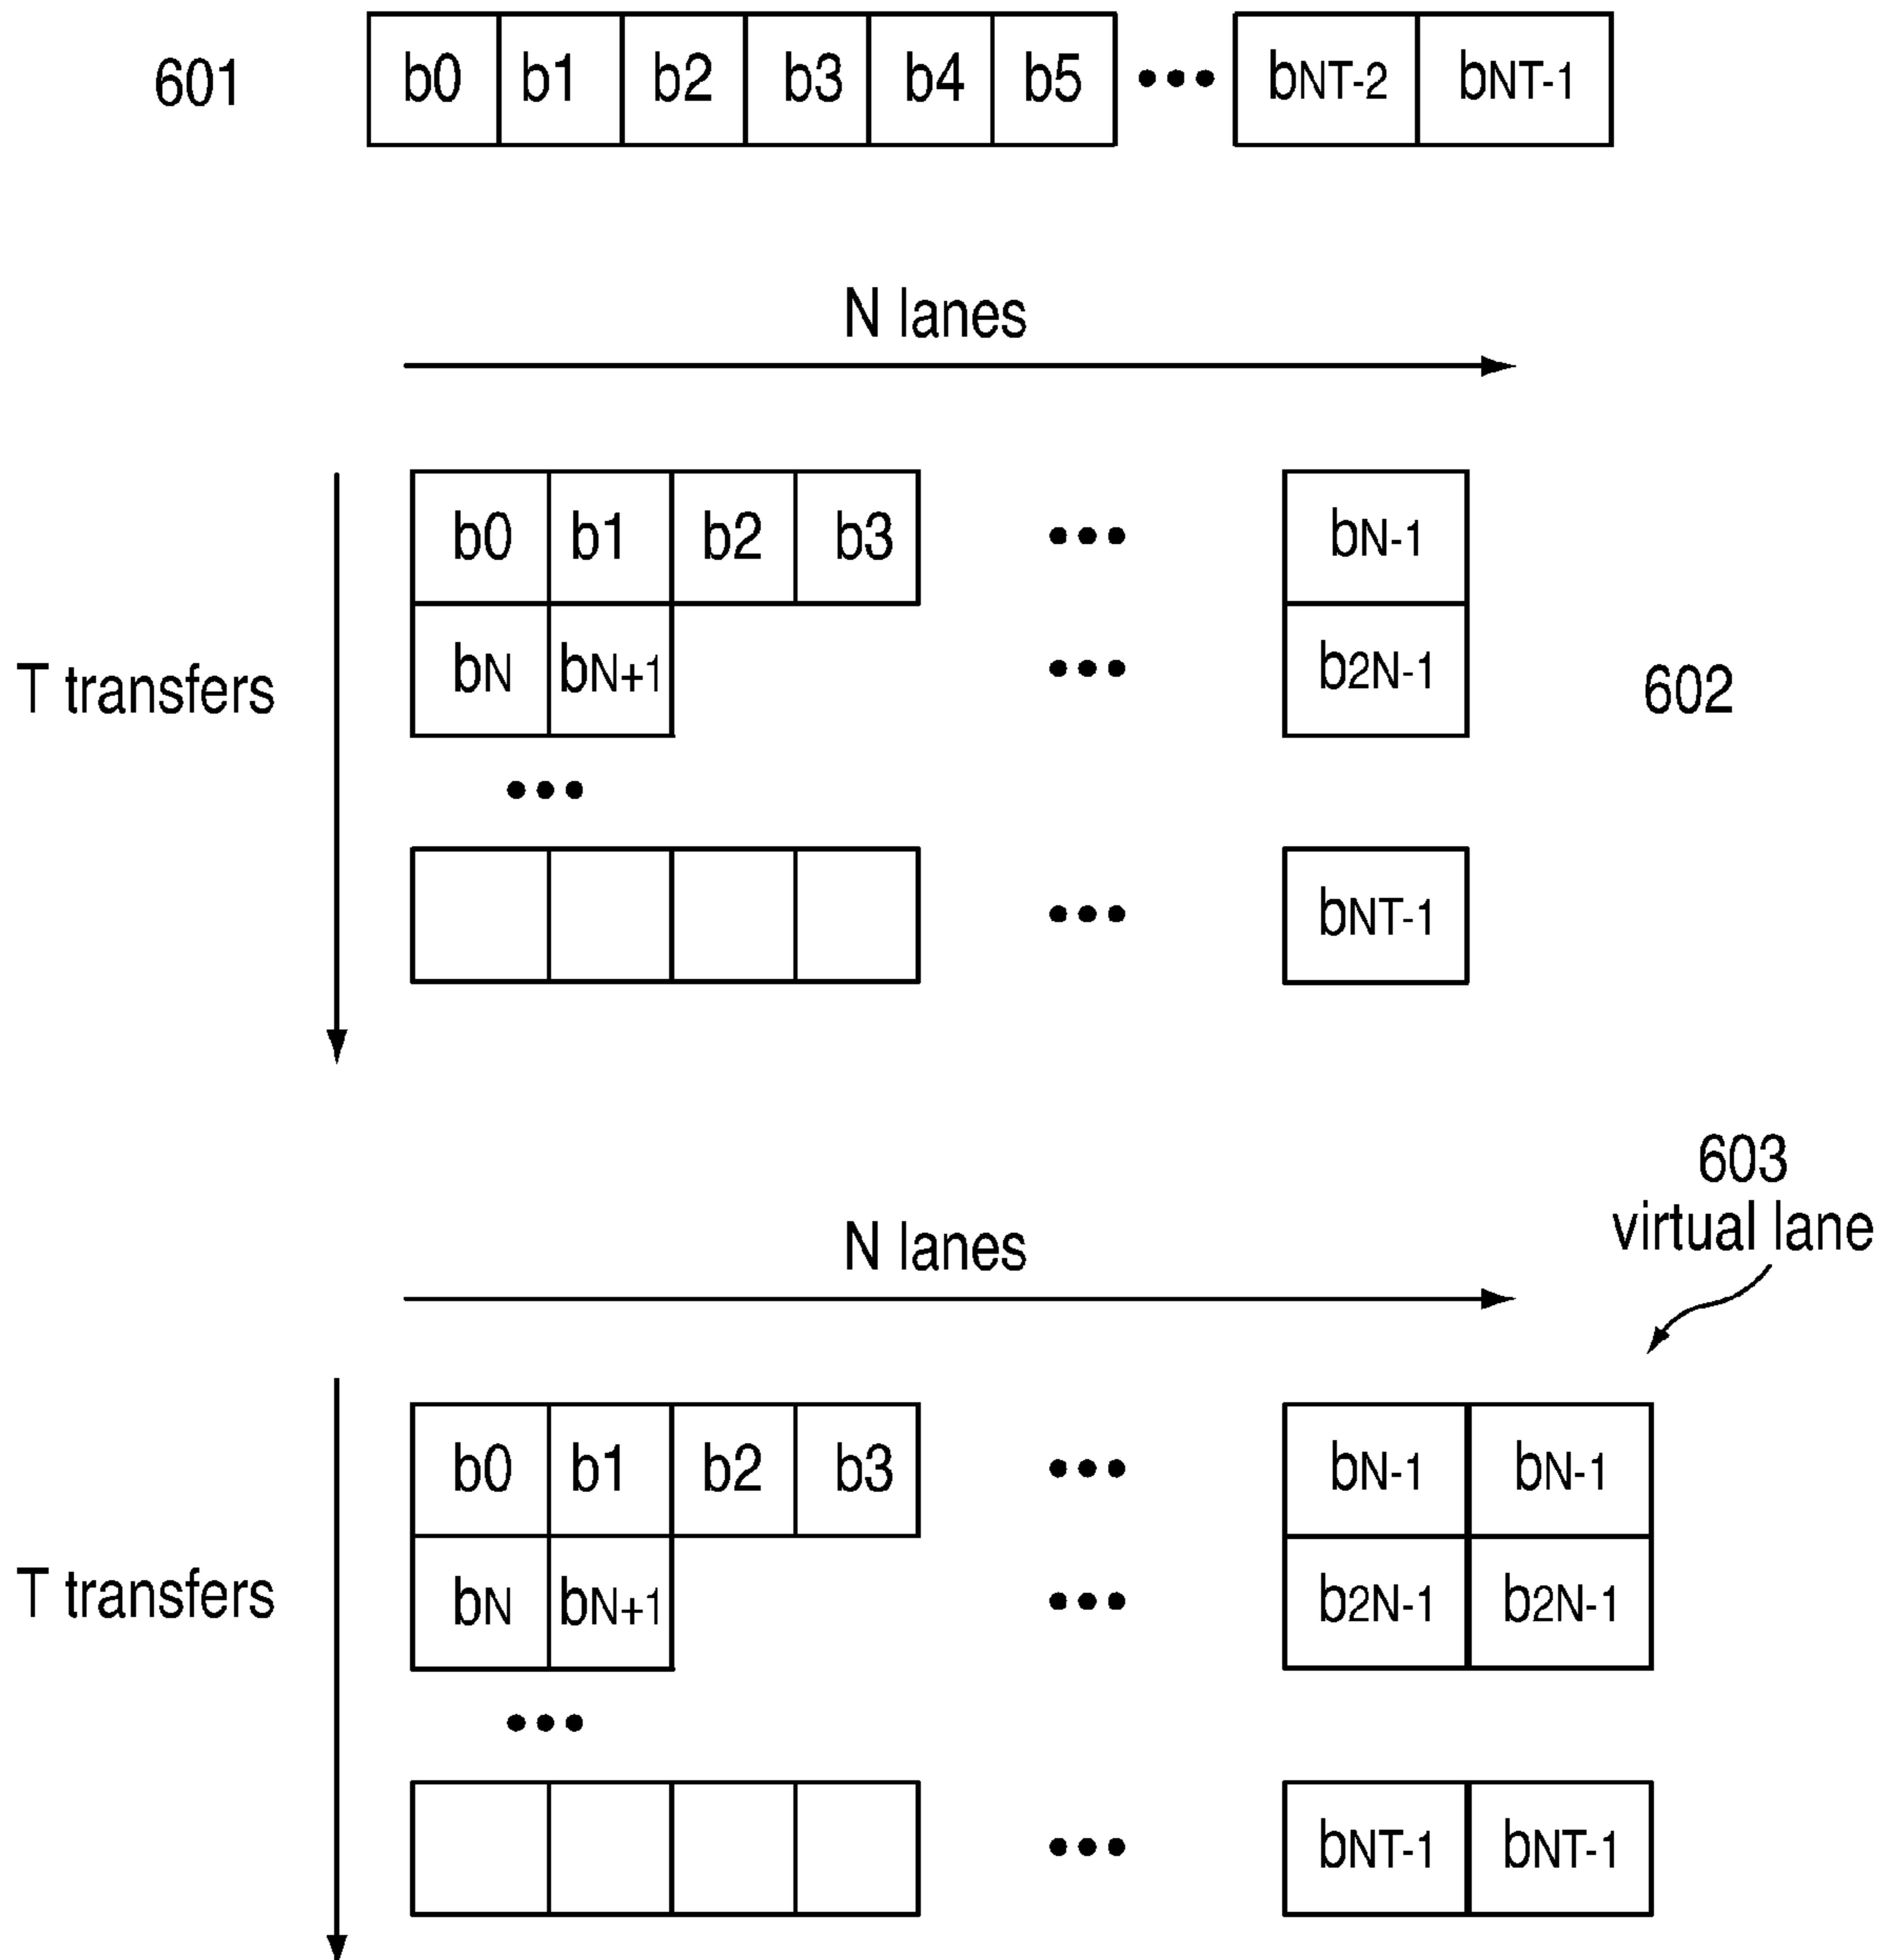 601 b0 b1 b2 b3 b4 b5 ••• bNT-2 bNT-1
N lanes
b0 b1 b2 b3 ••• bN-1
T transfers bN bN+1 ••• b2N-1 602
•••
••• bNT-1
603
virtual lane
N lanes
b0 b1 b2 b3 ••• bN-1 bN-1
T transfers bN bN+1 ••• b2N-1 b2N-1
•••
••• bNT-1 bNT-1